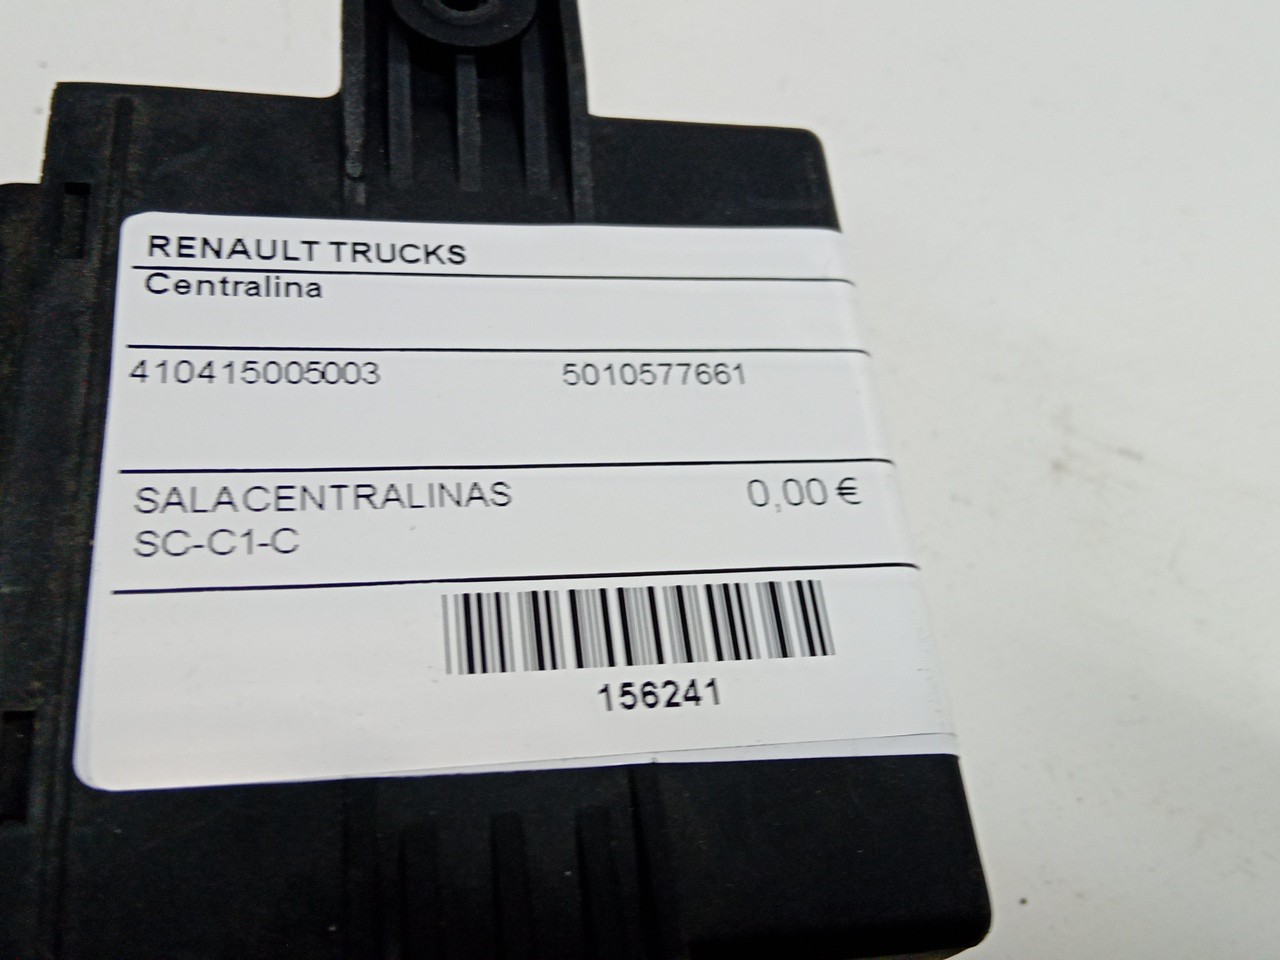 RENAULT TRUCKS
Centralina
410415005003 5010577661
SALACENTRALINAS 0,00 €
SC-C1-C
156241